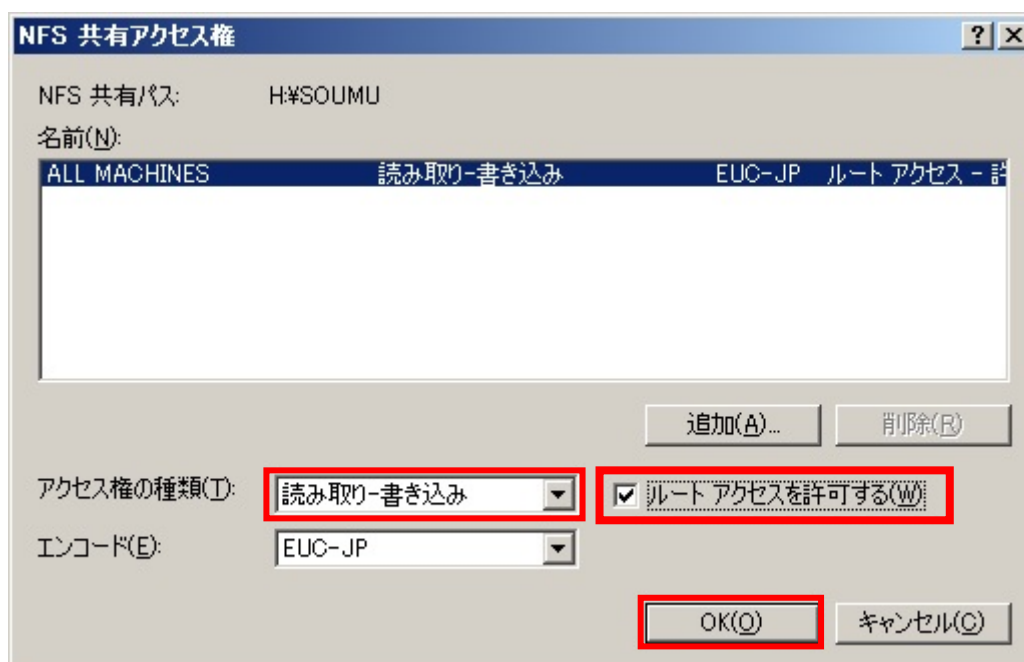 NFS 共有アクセス権
NFS 共有パス: H:¥SOUMU
名前(N):
ALL MACHINES 読み取り-書き込み EUC-JP ルート アクセス - 許
追加(A)... 削除(R)
アクセス権の種類(T): 読み取り-書き込み ルート アクセスを許可する(W)
エンコード(E): EUC-JP
OK(O) キャンセル(C)